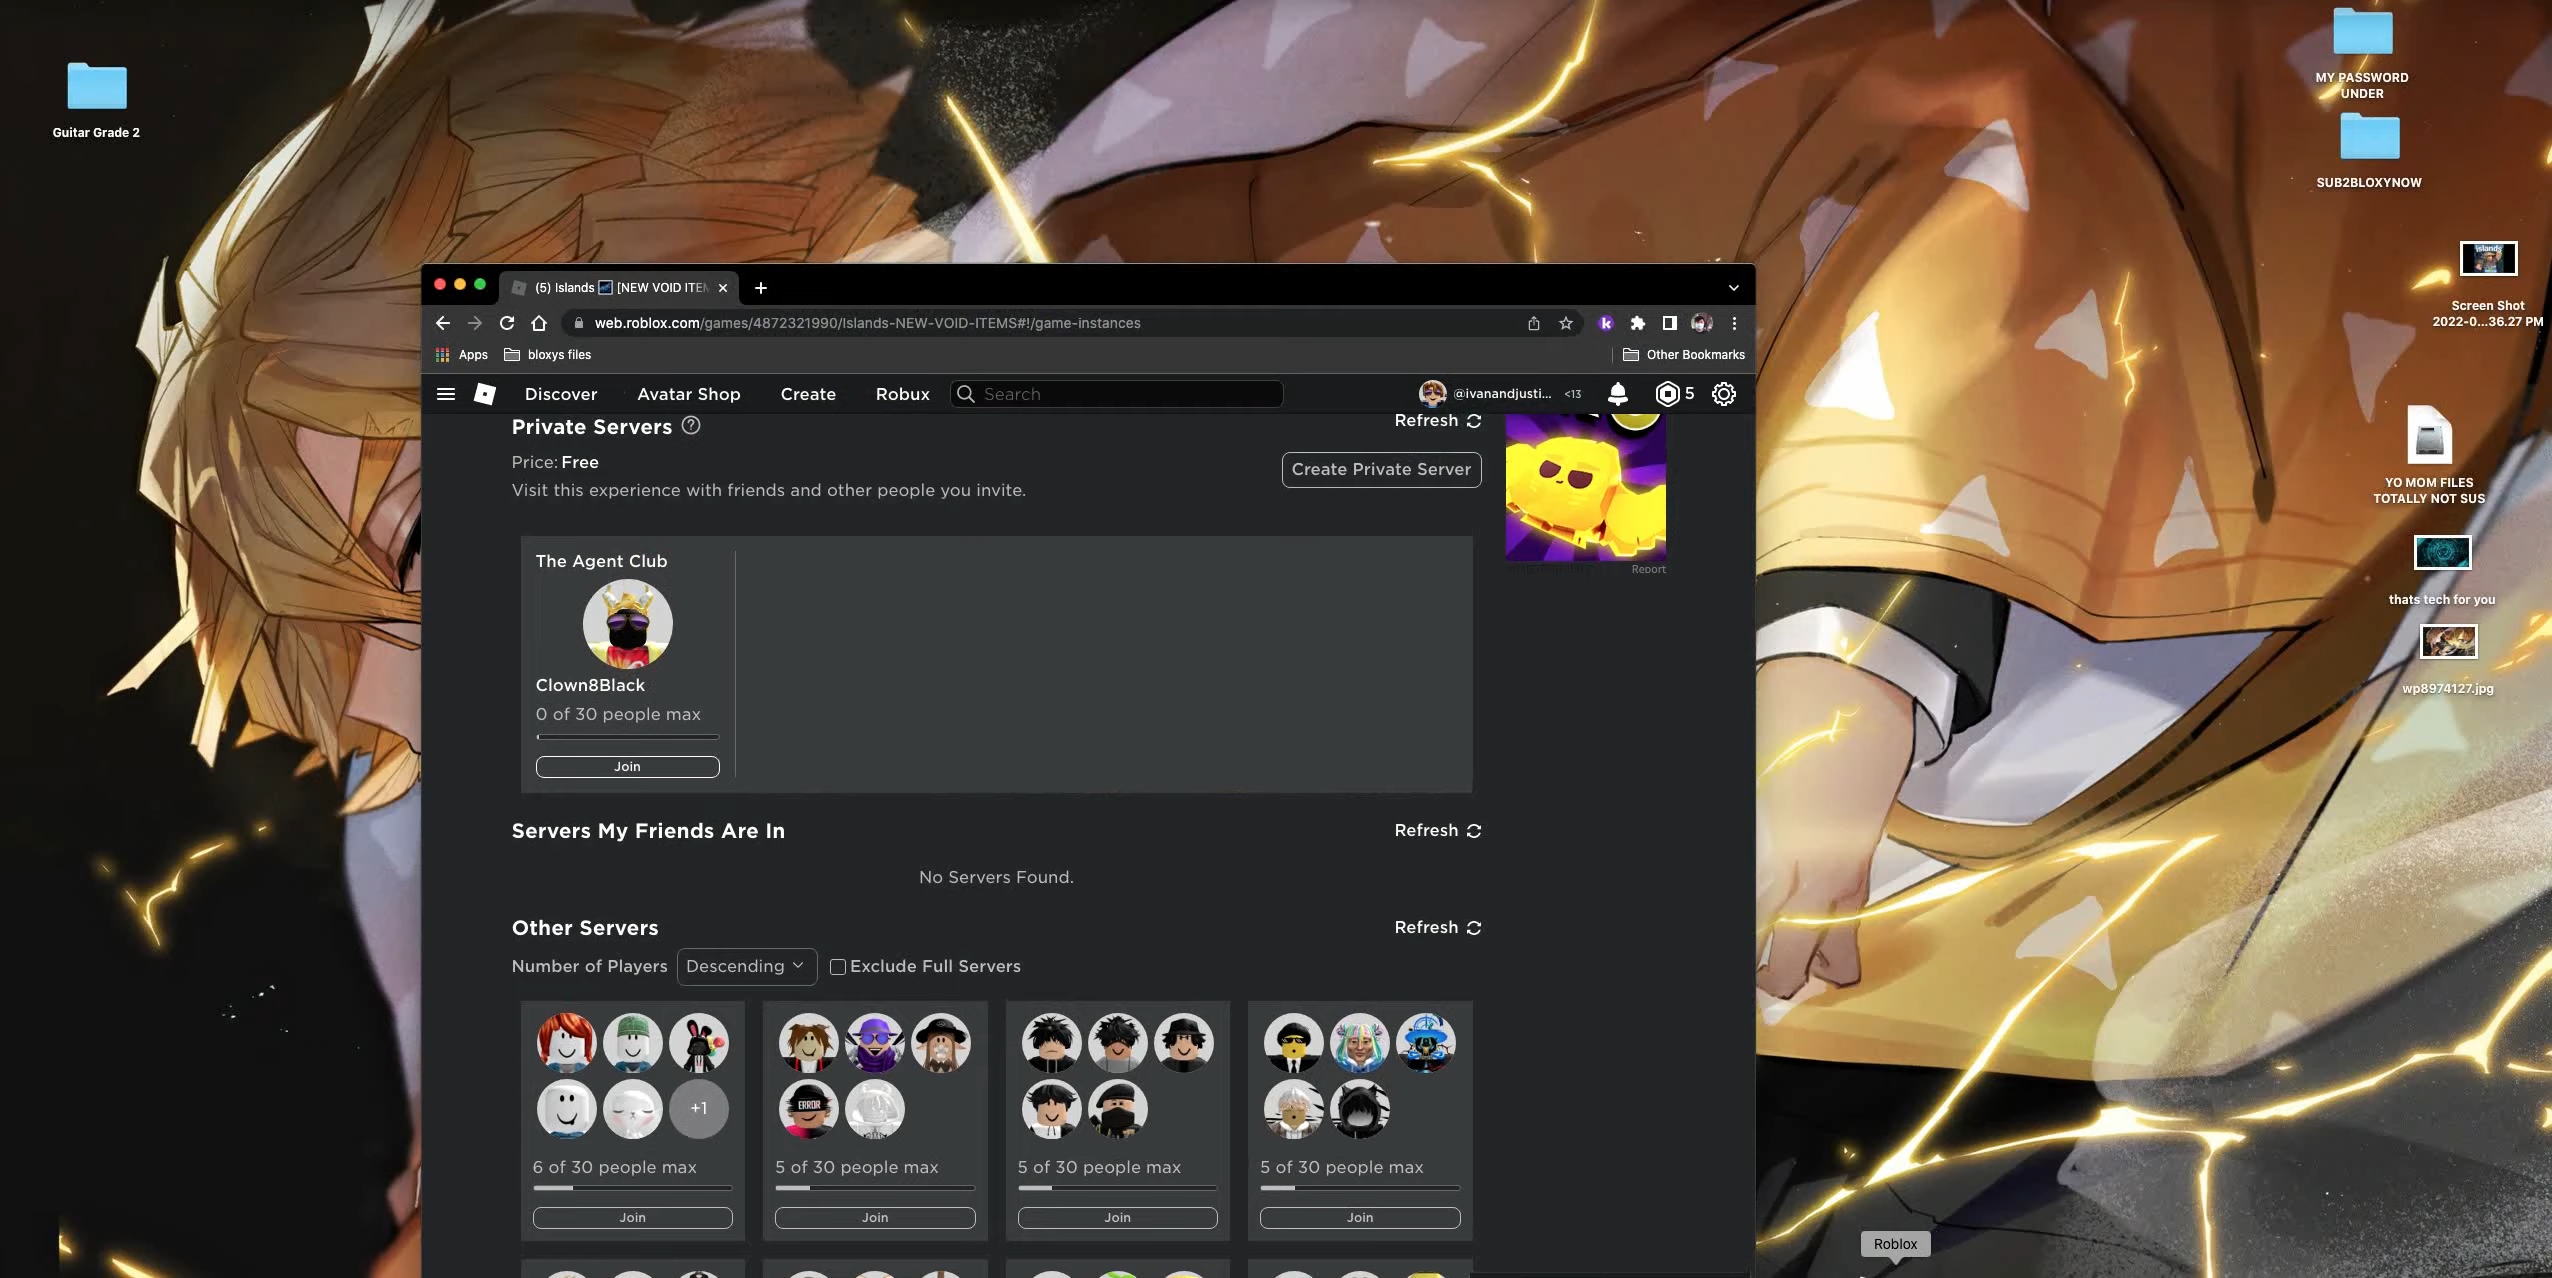 Guitar Grade 2
MY PASSWORD
UNDER
SUB2BLOXYNOW
Screen Shot
2022-0...36.27 PM
YO MOM FILES
TOTALLY NOT SUS
thats tech for you
wp8974127.jpg
(5) Islands [NEW VOID ITEM
web.roblox.com/games/4872321990/Islands-NEW-VOID-ITEMS#!/game-instances
Apps
bloxys files
Other Bookmarks
Discover
Avatar Shop
Create
Robux
Search
@ivanandjusti...
<13
5
Private Servers
Refresh
Price: Free
Create Private Server
Visit this experience with friends and other people you invite.
Report
The Agent Club
Clown8Black
0 of 30 people max
Join
Servers My Friends Are In
Refresh
No Servers Found.
Other Servers
Refresh
Number of Players
Descending
Exclude Full Servers
ERROR
+1
6 of 30 people max
5 of 30 people max
5 of 30 people max
5 of 30 people max
Join
Join
Join
Join
Roblox